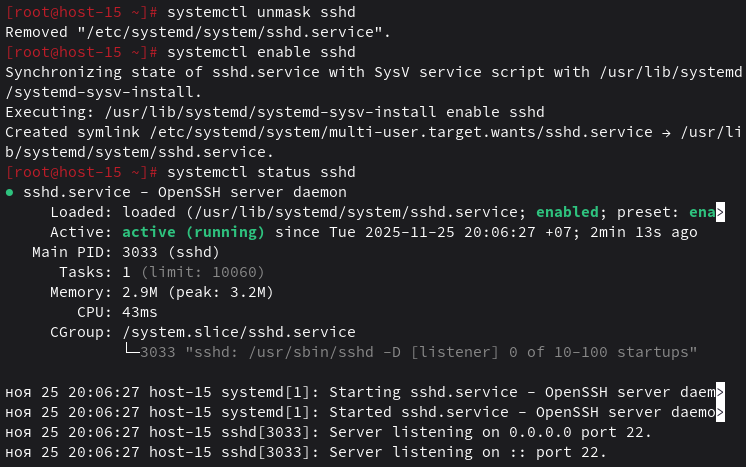 [root@host-15 ~]# systemctl unmask sshd
Removed "/etc/systemd/system/sshd.service".
[root@host-15 ~]# systemctl enable sshd
Synchronizing state of sshd.service with SysV service script with /usr/lib/systemd
/systemd-sysv-install.
Executing: /usr/lib/systemd/systemd-sysv-install enable sshd
Created symlink /etc/systemd/system/multi-user.target.wants/sshd.service → /usr/li
b/systemd/system/sshd.service.
[root@host-15 ~]# systemctl status sshd
● sshd.service - OpenSSH server daemon
Loaded: loaded (/usr/lib/systemd/system/sshd.service; enabled; preset: ena>
Active: active (running) since Tue 2025-11-25 20:06:27 +07; 2min 13s ago
Main PID: 3033 (sshd)
Tasks: 1 (limit: 10060)
Memory: 2.9M (peak: 3.2M)
CPU: 43ms
CGroup: /system.slice/sshd.service
└─3033 "sshd: /usr/sbin/sshd -D [listener] 0 of 10-100 startups"
ноя 25 20:06:27 host-15 systemd[1]: Starting sshd.service - OpenSSH server daem>
ноя 25 20:06:27 host-15 systemd[1]: Started sshd.service - OpenSSH server daemo>
ноя 25 20:06:27 host-15 sshd[3033]: Server listening on 0.0.0.0 port 22.
ноя 25 20:06:27 host-15 sshd[3033]: Server listening on :: port 22.